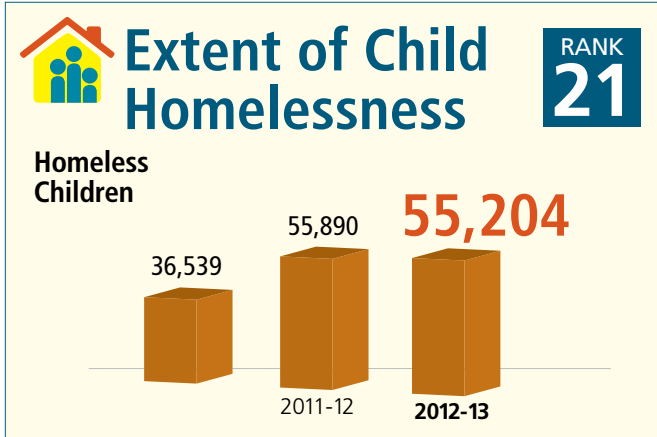 Extent of Child
Homelessness
RANK
21
Homeless
Children
36,539
55,890
55,204
2011-12
2012-13